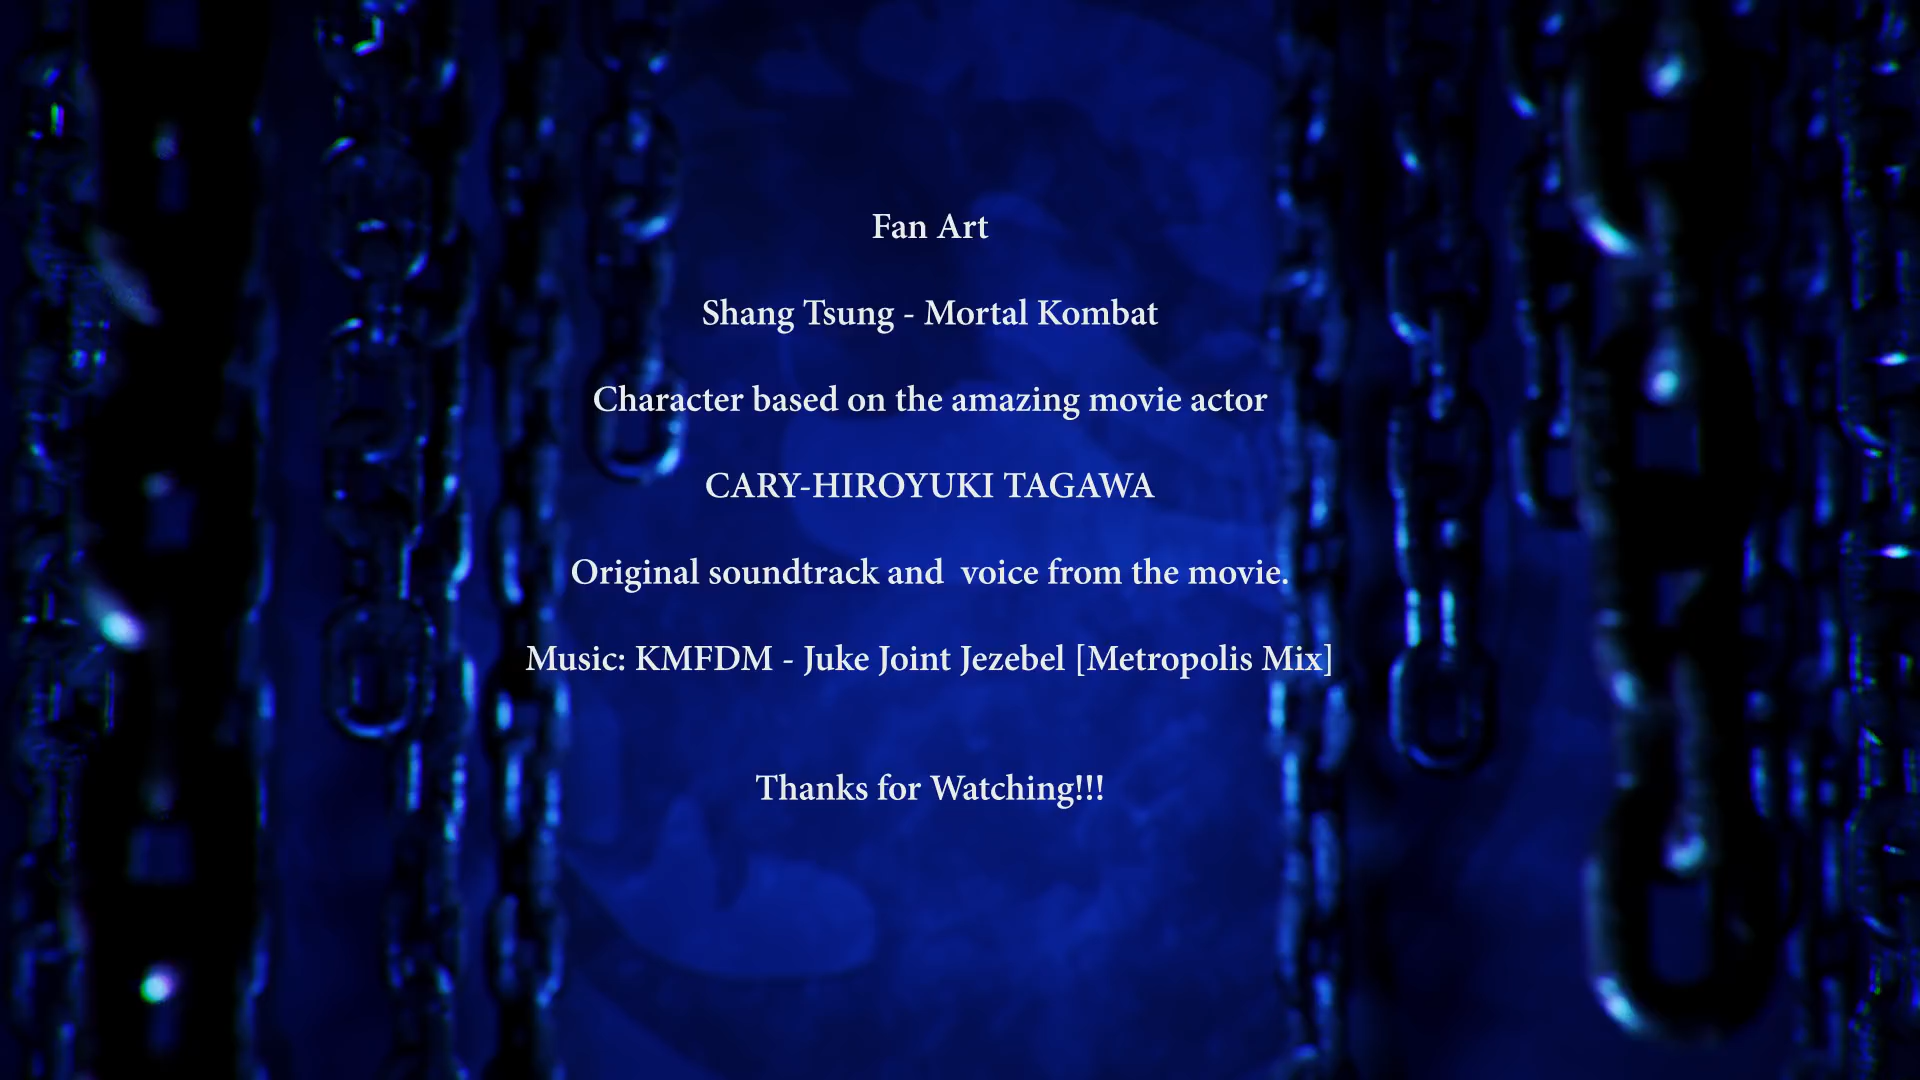 Fan Art
Shang Tsung - Mortal Kombat
Character based on the amazing movie actor
CARY-HIROYUKI TAGAWA
Original soundtrack and  voice from the movie.
Music: KMFDM - Juke Joint Jezebel [Metropolis Mix]
Thanks for Watching!!!